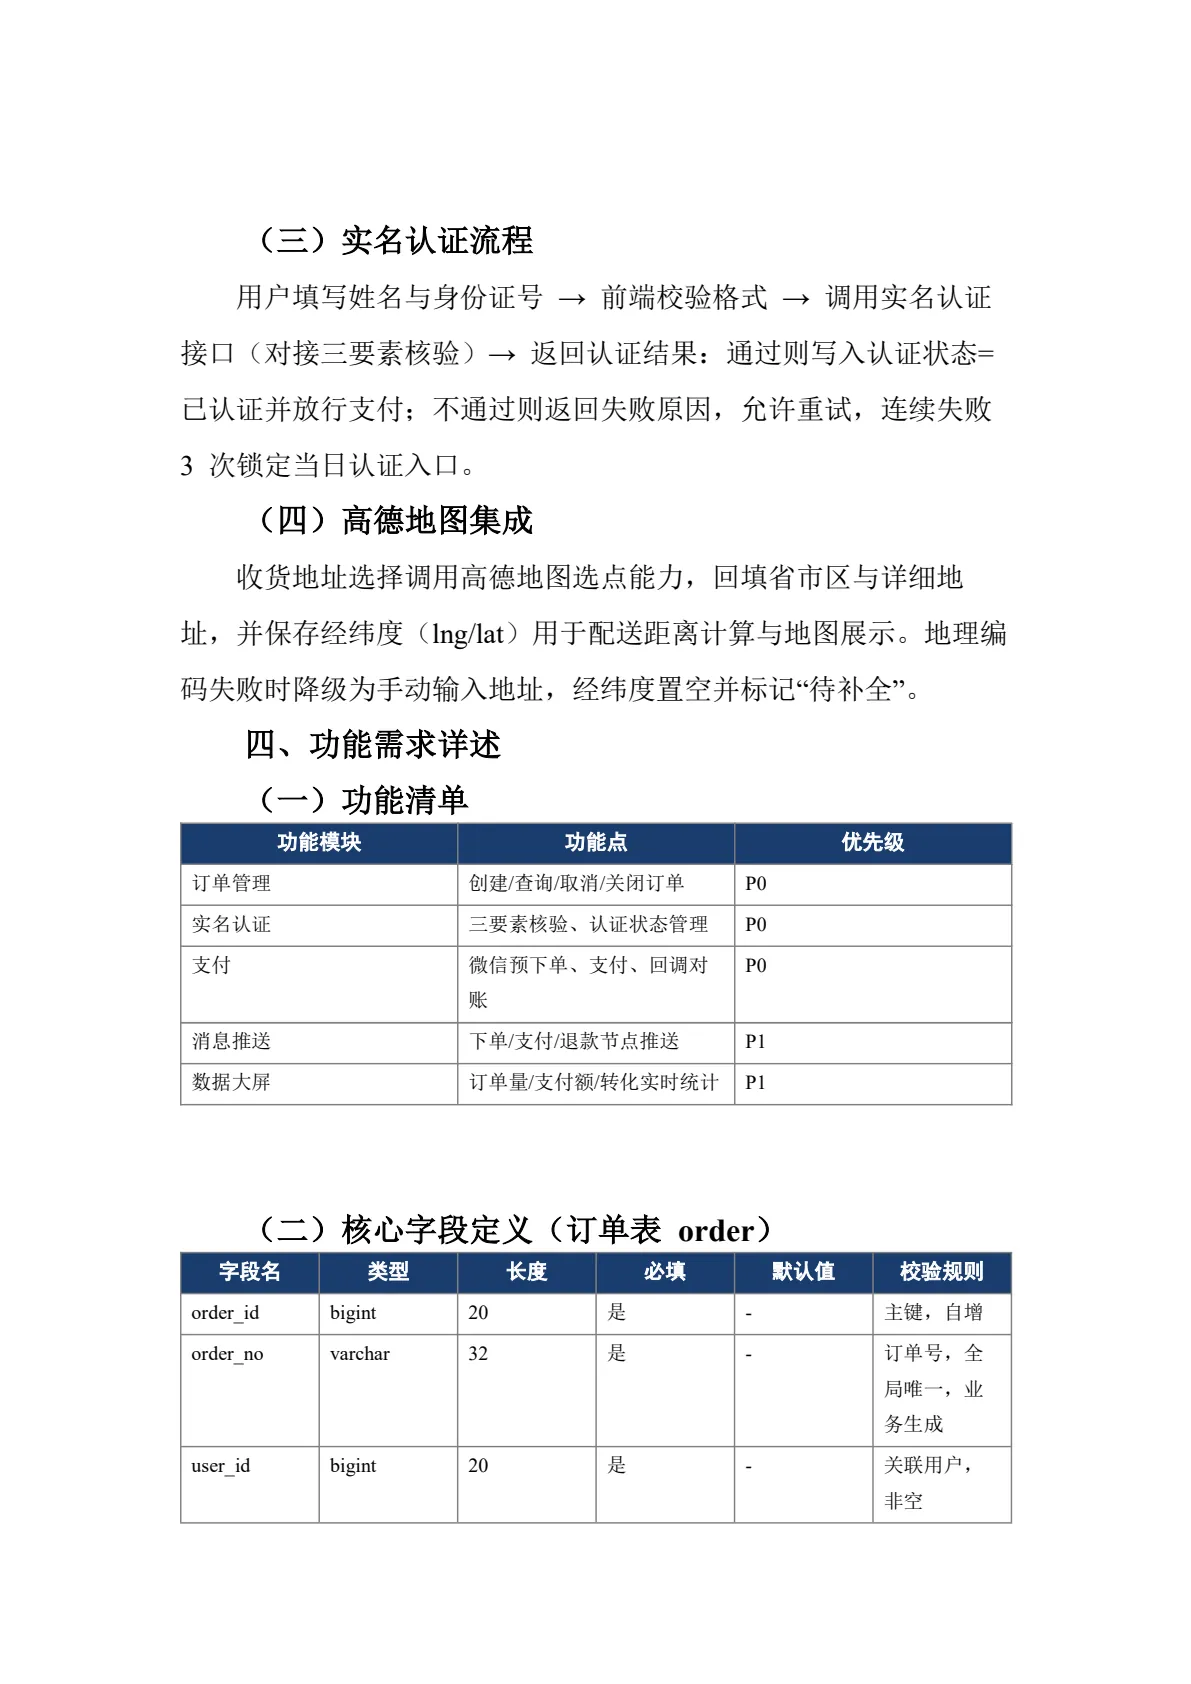 （三）实名认证流程
用户填写姓名与身份证号 → 前端校验格式 → 调用实名认证
接口（对接三要素核验）→ 返回认证结果：通过则写入认证状态=
已认证并放行支付；不通过则返回失败原因，允许重试，连续失败
3 次锁定当日认证入口。
（四）高德地图集成
收货地址选择调用高德地图选点能力，回填省市区与详细地
址，并保存经纬度（lng/lat）用于配送距离计算与地图展示。地理编
码失败时降级为手动输入地址，经纬度置空并标记“待补全”。
四、功能需求详述
（一）功能清单
功能模块 功能点 优先级
订单管理 创建/查询/取消/关闭订单 P0
实名认证 三要素核验、认证状态管理 P0
支付 微信预下单、支付、回调对 P0
账
消息推送 下单/支付/退款节点推送 P1
数据大屏 订单量/支付额/转化实时统计 P1
（二）核心字段定义（订单表 order）
字段名 类型 长度 必填 默认值 校验规则
order_id bigint 20 是 - 主键，自增
order_no varchar 32 是 - 订单号，全
局唯一，业
务生成
user_id bigint 20 是 - 关联用户，
非空